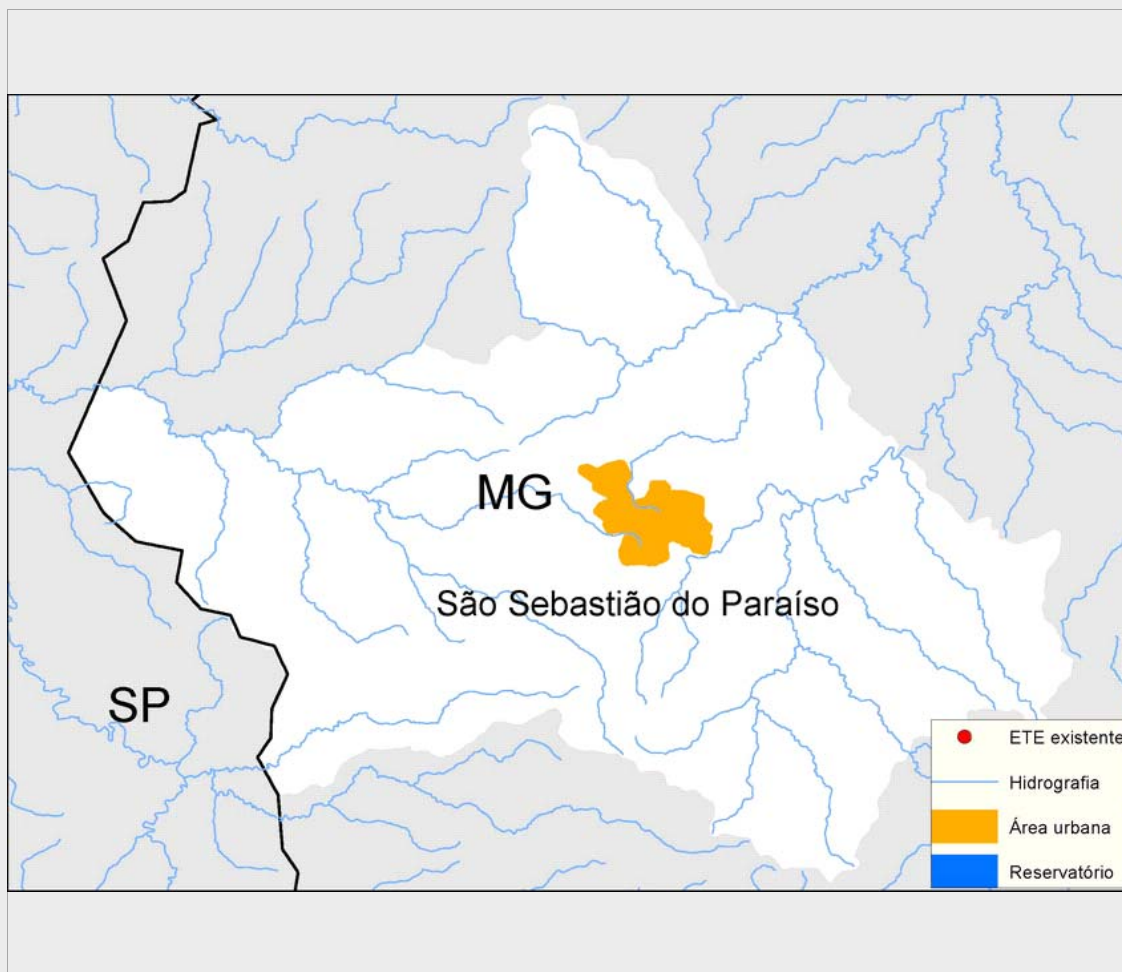 MG
São Sebastião do Paraíso
SP
ETE existente
Hidrografia
Área urbana
Reservatório